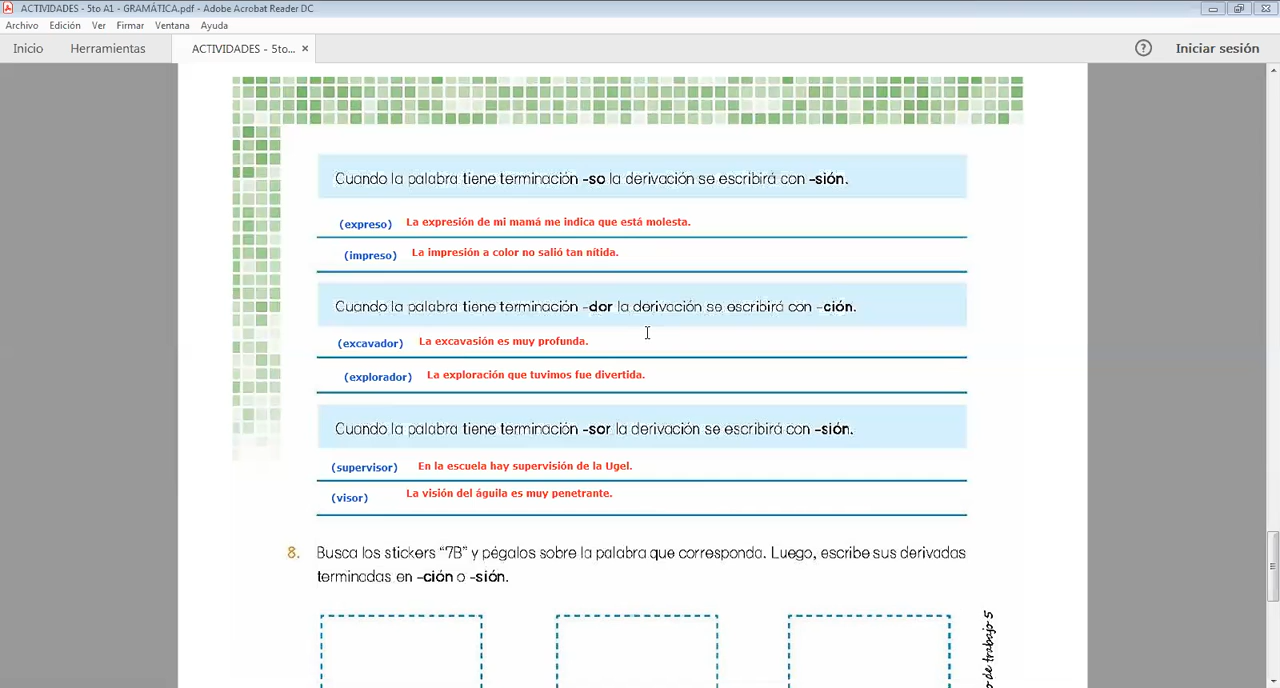 ACTIVIDADES - 5to A1 - GRAMÁTICA.pdf - Adobe Acrobat Reader DC
Archivo Edición Ver Firmar Ventana Ayuda
Inicio Herramientas ACTIVIDADES - 5to... × ? Iniciar sesión
Cuando la palabra tiene terminación -so la derivación se escribirá con -sión.
(expreso) La expresión de mi mamá me indica que está molesta.
(impreso) La impresión a color no salió tan nítida.
Cuando la palabra tiene terminación -dor la derivación se escribirá con -ción.
(excavador) La excavasión es muy profunda.
(explorador) La exploración que tuvimos fue divertida.
Cuando la palabra tiene terminación -sor la derivación se escribirá con -sión.
(supervisor) En la escuela hay supervisión de la Ugel.
(visor) La visión del águila es muy penetrante.
8. Busca los stickers "7B" y pégalos sobre la palabra que corresponda. Luego, escribe sus derivadas
terminadas en -ción o -sión.
o de trabajo 5